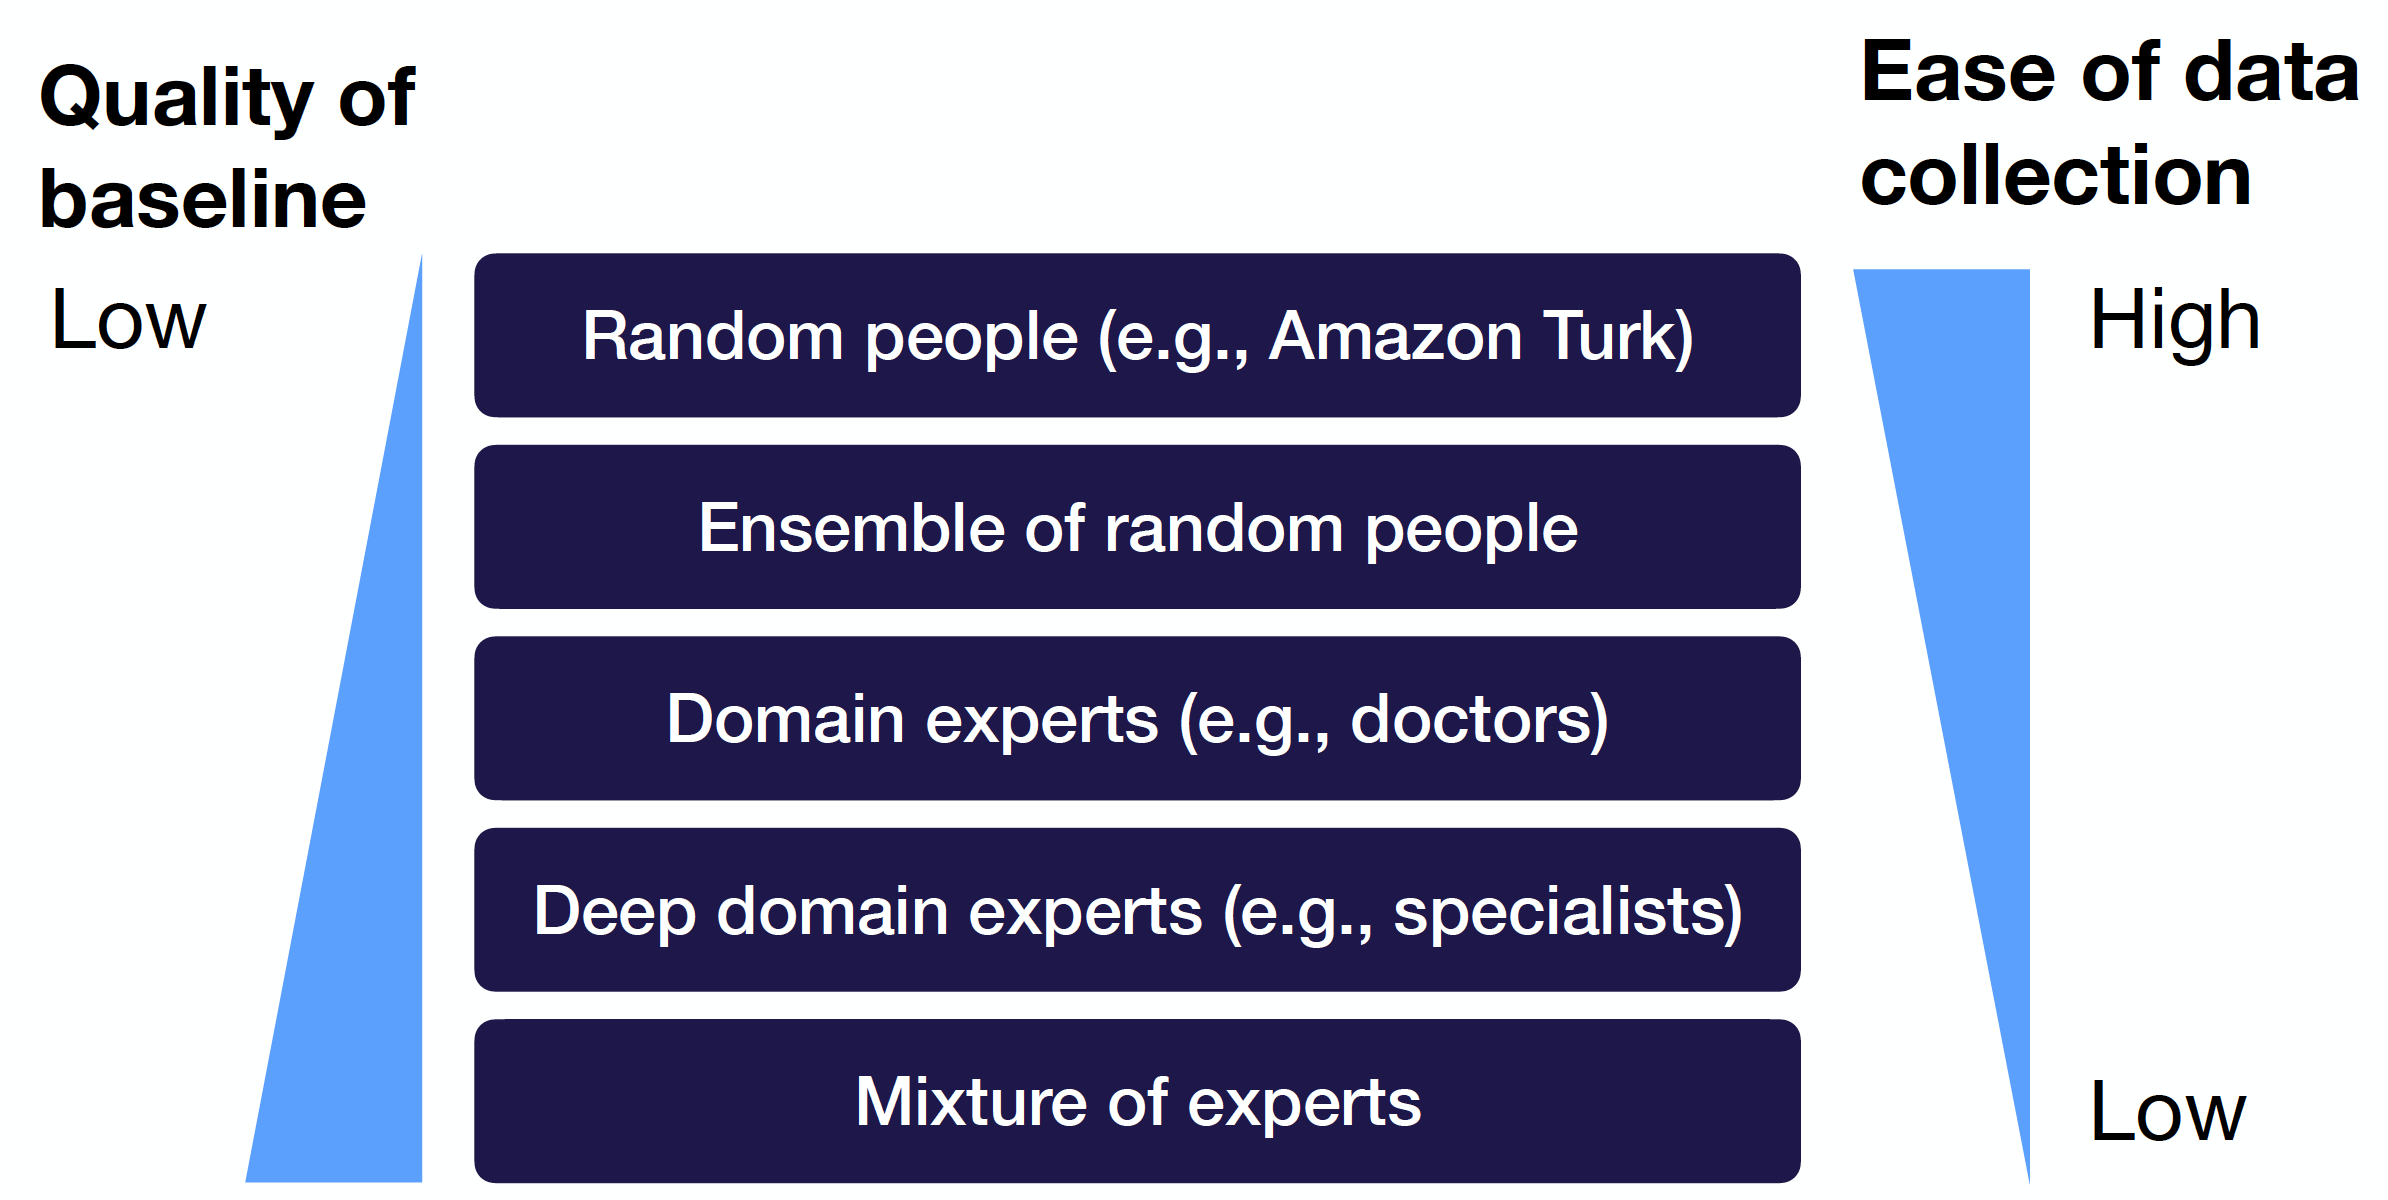 Quality of
baseline
Ease of data
collection
Low
High
Random people (e.g., Amazon Turk)
Ensemble of random people
Domain experts (e.g., doctors)
Deep domain experts (e.g., specialists)
Mixture of experts
Low